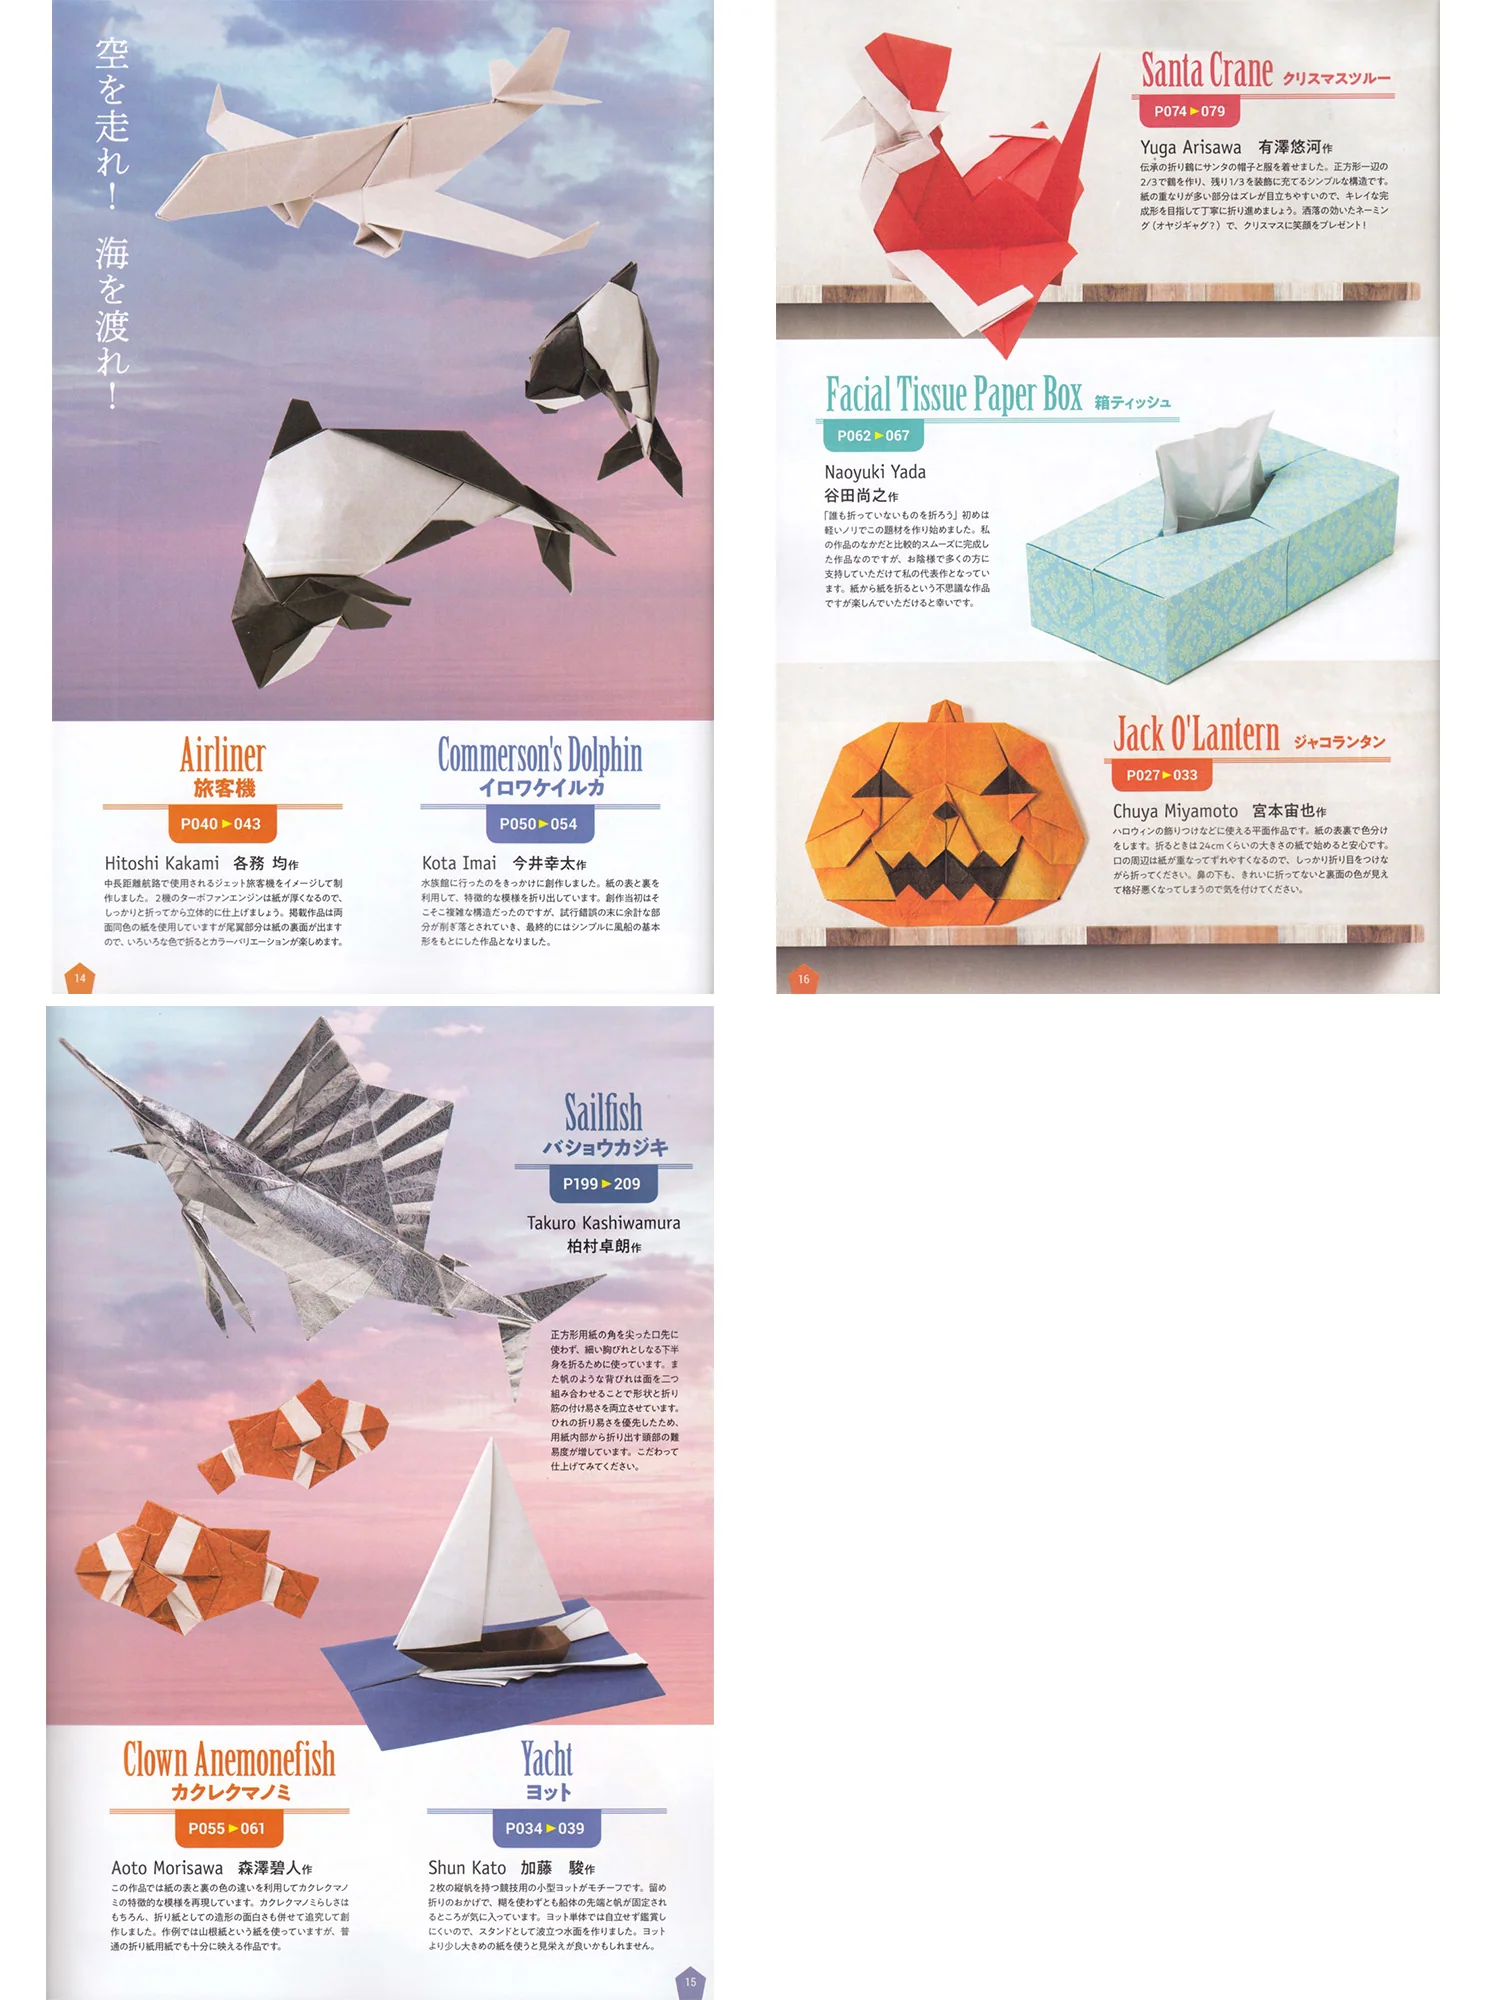 空を走れ！ 海を渡れ！
Airliner
旅客機
P040▶043
Hitoshi Kakami 各務 均作
中長距離航路で使用されるジェット旅客機をイメージして制
作しました。2機のターボファンエンジンは紙が厚くなるので、
しっかりと折ってから立体的に仕上げましょう。掲載作品は両
面同色の紙を使用していますが尾翼部分は紙の裏面が出ます
ので、いろいろな色で折るとカラーバリエーションが楽しめます。
Commerson's Dolphin
イロワケイルカ
P050▶054
Kota Imai 今井幸太作
水族館に行ったのをきっかけに創作しました。紙の表と裏を
利用して、特徴的な模様を折り出しています。創作当初はそ
こそこ複雑な構造だったのですが、試行錯誤の末に余計な部
分が削ぎ落とされていき、最終的にはシンプルに風船の基本
形をもとにした作品となりました。
14
Santa Crane クリスマスツルー
P074▶079
Yuga Arisawa 有澤悠河作
伝承の折り鶴にサンタの帽子と服を着せました。正方形一辺の
2/3で鶴を作り、残り1/3を装飾に充てるシンプルな構造です。
紙の重なりが多い部分はズレが目立ちやすいので、キレイな完
成形を目指して丁寧に折り進めましょう。洒落の効いたネーミン
グ（オヤジギャグ？）で、クリスマスに笑顔をプレゼント！
Facial Tissue Paper Box 箱ティッシュ
P062▶067
Naoyuki Yada
谷田尚之作
「誰も折っていないものを折ろう」初めは
軽いノリでこの題材を作り始めました。私
の作品のなかだと比較的スムーズに完成し
た作品なのですが、お陰様で多くの方に
支持していただけて私の代表作となってい
ます。紙から紙を折るという不思議な作品
ですが楽しんでいただけると幸いです。
Jack O'Lantern ジャコランタン
P027▶033
Chuya Miyamoto 宮本宙也作
ハロウィンの飾りつけなどに使える平面作品です。紙の表裏で色分け
をします。折るときは24cmくらいの大きさの紙で始めると安心です。
口の周辺は紙が重なってずれやすくなるので、しっかり折り目をつけな
がら折ってください。鼻の下も、きれいに折ってないと裏面の色が見え
て格好悪くなってしまうので気を付けてください。
16
Sailfish
バショウカジキ
P199▶209
Takuro Kashiwamura
柏村卓朗作
正方形用紙の角を尖った口先に
使わず、細い胸びれとしなる下半
身を折るために使っています。ま
た帆のような背びれは面を二つ
組み合わせることで形状と折り
筋の付け易さを両立させています。
ひれの折り易さを優先したため、
用紙内部から折り出す頭部の難
易度が増しています。こだわって
仕上げてみてください。
Clown Anemonefish
カクレクマノミ
P055▶061
Aoto Morisawa 森澤碧人作
この作品では紙の表と裏の色の違いを利用してカクレクマノ
ミの特徴的な模様を再現しています。カクレクマノミらしさは
もちろん、折り紙としての造形の面白さも併せて追究して創
作しました。作例では山根紙という紙を使っていますが、普
通の折り紙用紙でも十分に映える作品です。
Yacht
ヨット
P034▶039
Shun Kato 加藤 駿作
2枚の縦帆を持つ競技用の小型ヨットがモチーフです。留め
折りのおかげで、糊を使わずとも船体の先端と帆が固定され
るところが気に入っています。ヨット単体では自立せず鑑賞し
にくいので、スタンドとして波立つ水面を作りました。ヨット
より少し大きめの紙を使うと見栄えが良いかもしれません。
15